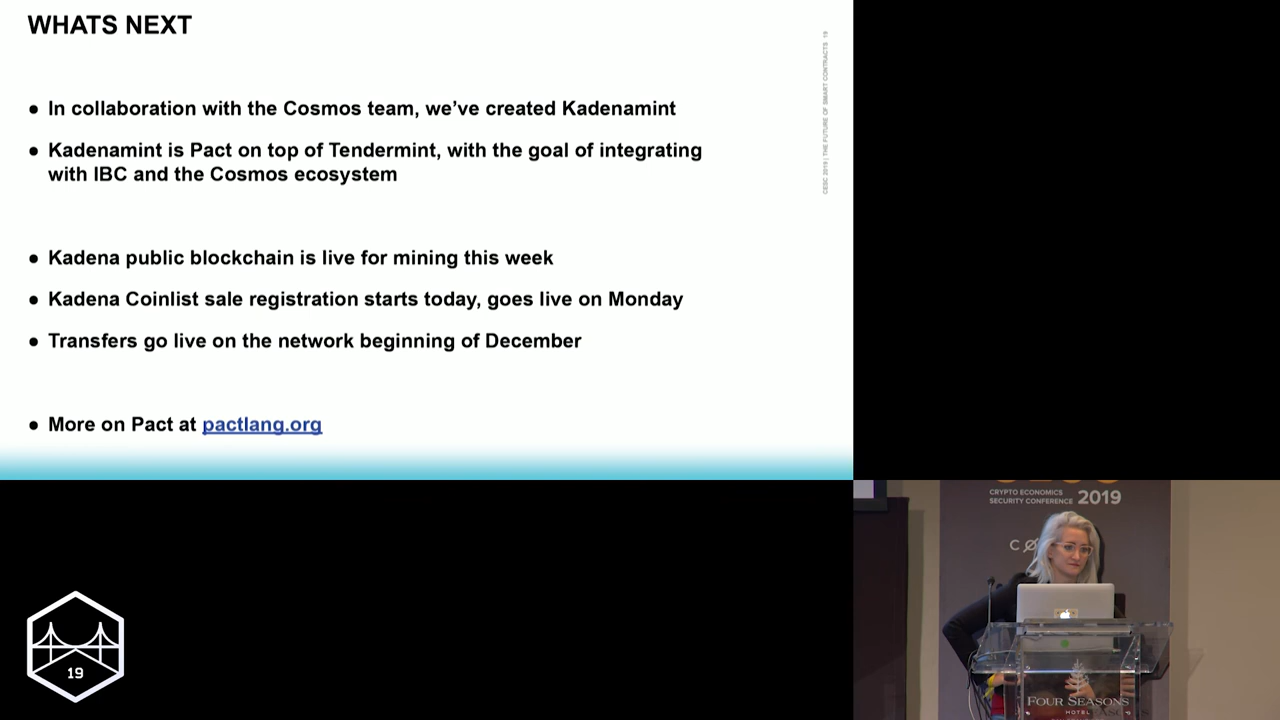 WHATS NEXT
● In collaboration with the Cosmos team, we've created Kadenamint
● Kadenamint is Pact on top of Tendermint, with the goal of integrating
with IBC and the Cosmos ecosystem
● Kadena public blockchain is live for mining this week
● Kadena Coinlist sale registration starts today, goes live on Monday
● Transfers go live on the network beginning of December
● More on Pact at pactlang.org
CESC 2019 | THE FUTURE OF SMART CONTRACTS 19
CRYPTO ECONOMICS
SECURITY CONFERENCE 2019
19
FOUR SEASONS
HOTEL